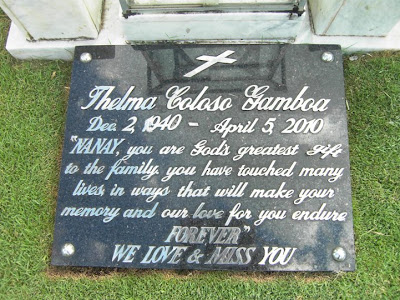 Thelma Coloso Gamboa
Dec. 2, 1940 - April 5, 2010
"NANAY, you are God's greatest gift
to the family, you have touched many
lives in ways that will make your
memory and our love for you endure
FOREVER"
WE LOVE & MISS YOU